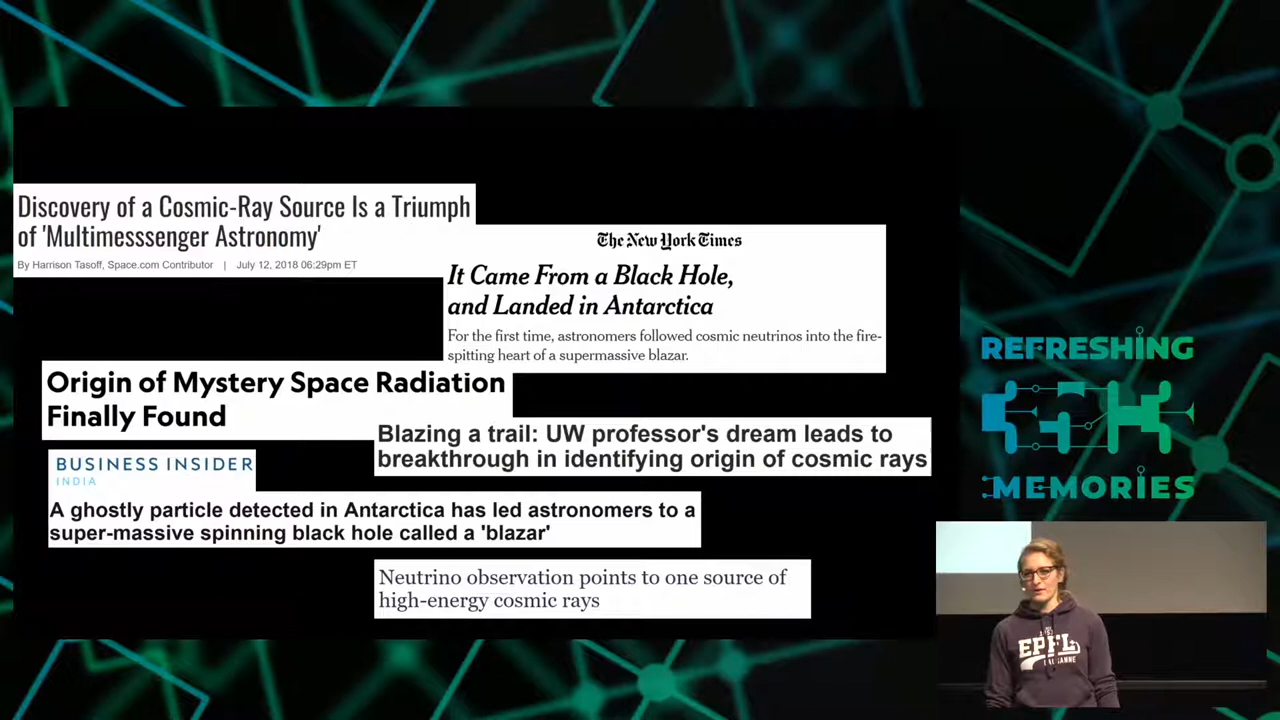 Discovery of a Cosmic-Ray Source Is a Triumph
of 'Multimesssenger Astronomy'
By Harrison Tasoff, Space.com Contributor | July 12, 2018 06:29pm ET
The New York Times
It Came From a Black Hole,
and Landed in Antarctica
For the first time, astronomers followed cosmic neutrinos into the fire-
spitting heart of a supermassive blazar.
Origin of Mystery Space Radiation
Finally Found
Blazing a trail: UW professor's dream leads to
breakthrough in identifying origin of cosmic rays
BUSINESS INSIDER
INDIA
A ghostly particle detected in Antarctica has led astronomers to a
super-massive spinning black hole called a 'blazar'
Neutrino observation points to one source of
high-energy cosmic rays
REFRESHING
MEMORIES
EPFL
LAUSANNE